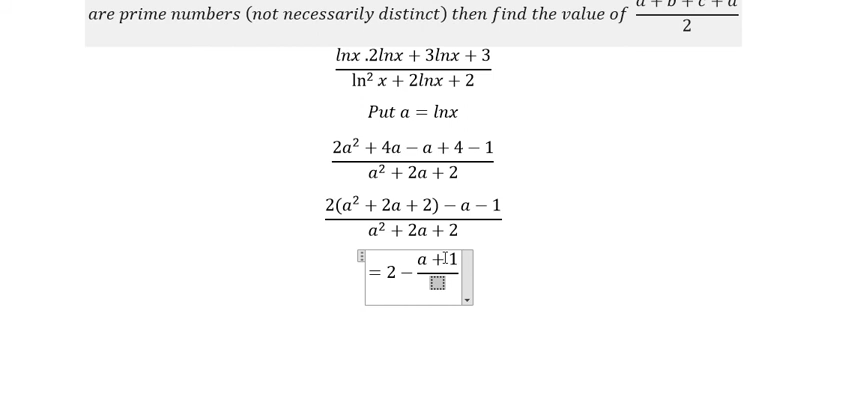 are prime numbers (not necessarily distinct) then find the value of a + b + c + d / 2
lnx .2lnx + 3lnx + 3 / ln² x + 2lnx + 2
Put a = lnx
2a² + 4a − a + 4 − 1 / a² + 2a + 2
2(a² + 2a + 2) − a − 1 / a² + 2a + 2
= 2 − a + 1